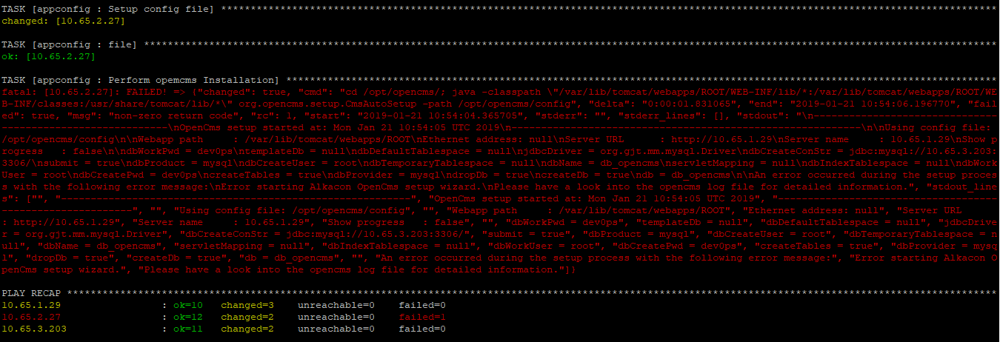 TASK [appconfig : Setup config file] ***********************************************************************************************************************************
changed: [10.65.2.27]
TASK [appconfig : file] ************************************************************************************************************************************************
ok: [10.65.2.27]
TASK [appconfig : Perform opemcms Installation] ************************************************************************************************************************
fatal: [10.65.2.27]: FAILED! => {"changed": true, "cmd": "cd /opt/opencms/; java -classpath \"/var/lib/tomcat/webapps/ROOT/WEB-INF/lib/*:/var/lib/tomcat/webapps/ROOT/WE
B-INF/classes:/usr/share/tomcat/lib/*\" org.opencms.setup.CmsAutoSetup -path /opt/opencms/config", "delta": "0:00:01.831065", "end": "2019-01-21 10:54:06.196770", "fail
ed": true, "msg": "non-zero return code", "rc": 1, "start": "2019-01-21 10:54:04.365705", "stderr": "", "stderr_lines": [], "stdout": "\n-------------------------------
----------------------------\nOpenCms setup started at: Mon Jan 21 10:54:05 UTC 2019\n-----------------------------------------------------------\n\nUsing config file: 
/opt/opencms/config\n\nWebapp path     : /var/lib/tomcat/webapps/ROOT\nEthernet address: null\nServer URL      : http://10.65.1.29\nServer name     : 10.65.1.29\nShow p
rogress   : false\n\ndbWorkPwd = dev0ps\ntemplateDb = null\ndbDefaultTablespace = null\njdbcDriver = org.gjt.mm.mysql.Driver\ndbCreateConStr = jdbc:mysql://10.65.3.203:
3306/\nsubmit = true\ndbProduct = mysql\ndbCreateUser = root\ndbTemporaryTablespace = null\ndbName = db_opencms\nservletMapping = null\ndbIndexTablespace = null\ndbWork
User = root\ndbCreatePwd = dev0ps\ncreateTables = true\ndbProvider = mysql\ndropDb = true\ncreateDb = true\ndb = db_opencms\n\nAn error occurred during the setup proces
s with the following error message:\nError starting Alkacon OpenCms setup wizard.\nPlease have a look into the opencms log file for detailed information.", "stdout_line
s": ["", "-----------------------------------------------------------", "OpenCms setup started at: Mon Jan 21 10:54:05 UTC 2019", "-------------------------------------
----------------------", "", "Using config file: /opt/opencms/config", "", "Webapp path     : /var/lib/tomcat/webapps/ROOT", "Ethernet address: null", "Server URL      
: http://10.65.1.29", "Server name     : 10.65.1.29", "Show progress   : false", "", "dbWorkPwd = dev0ps", "templateDb = null", "dbDefaultTablespace = null", "jdbcDrive
r = org.gjt.mm.mysql.Driver", "dbCreateConStr = jdbc:mysql://10.65.3.203:3306/", "submit = true", "dbProduct = mysql", "dbCreateUser = root", "dbTemporaryTablespace = n
ull", "dbName = db_opencms", "servletMapping = null", "dbIndexTablespace = null", "dbWorkUser = root", "dbCreatePwd = dev0ps", "createTables = true", "dbProvider = mysq
l", "dropDb = true", "createDb = true", "db = db_opencms", "", "An error occurred during the setup process with the following error message:", "Error starting Alkacon O
penCms setup wizard.", "Please have a look into the opencms log file for detailed information."]}
PLAY RECAP *************************************************************************************************************************************************************
10.65.1.29                 : ok=10   changed=3    unreachable=0    failed=0
10.65.2.27                 : ok=12   changed=2    unreachable=0    failed=1
10.65.3.203                : ok=11   changed=2    unreachable=0    failed=0